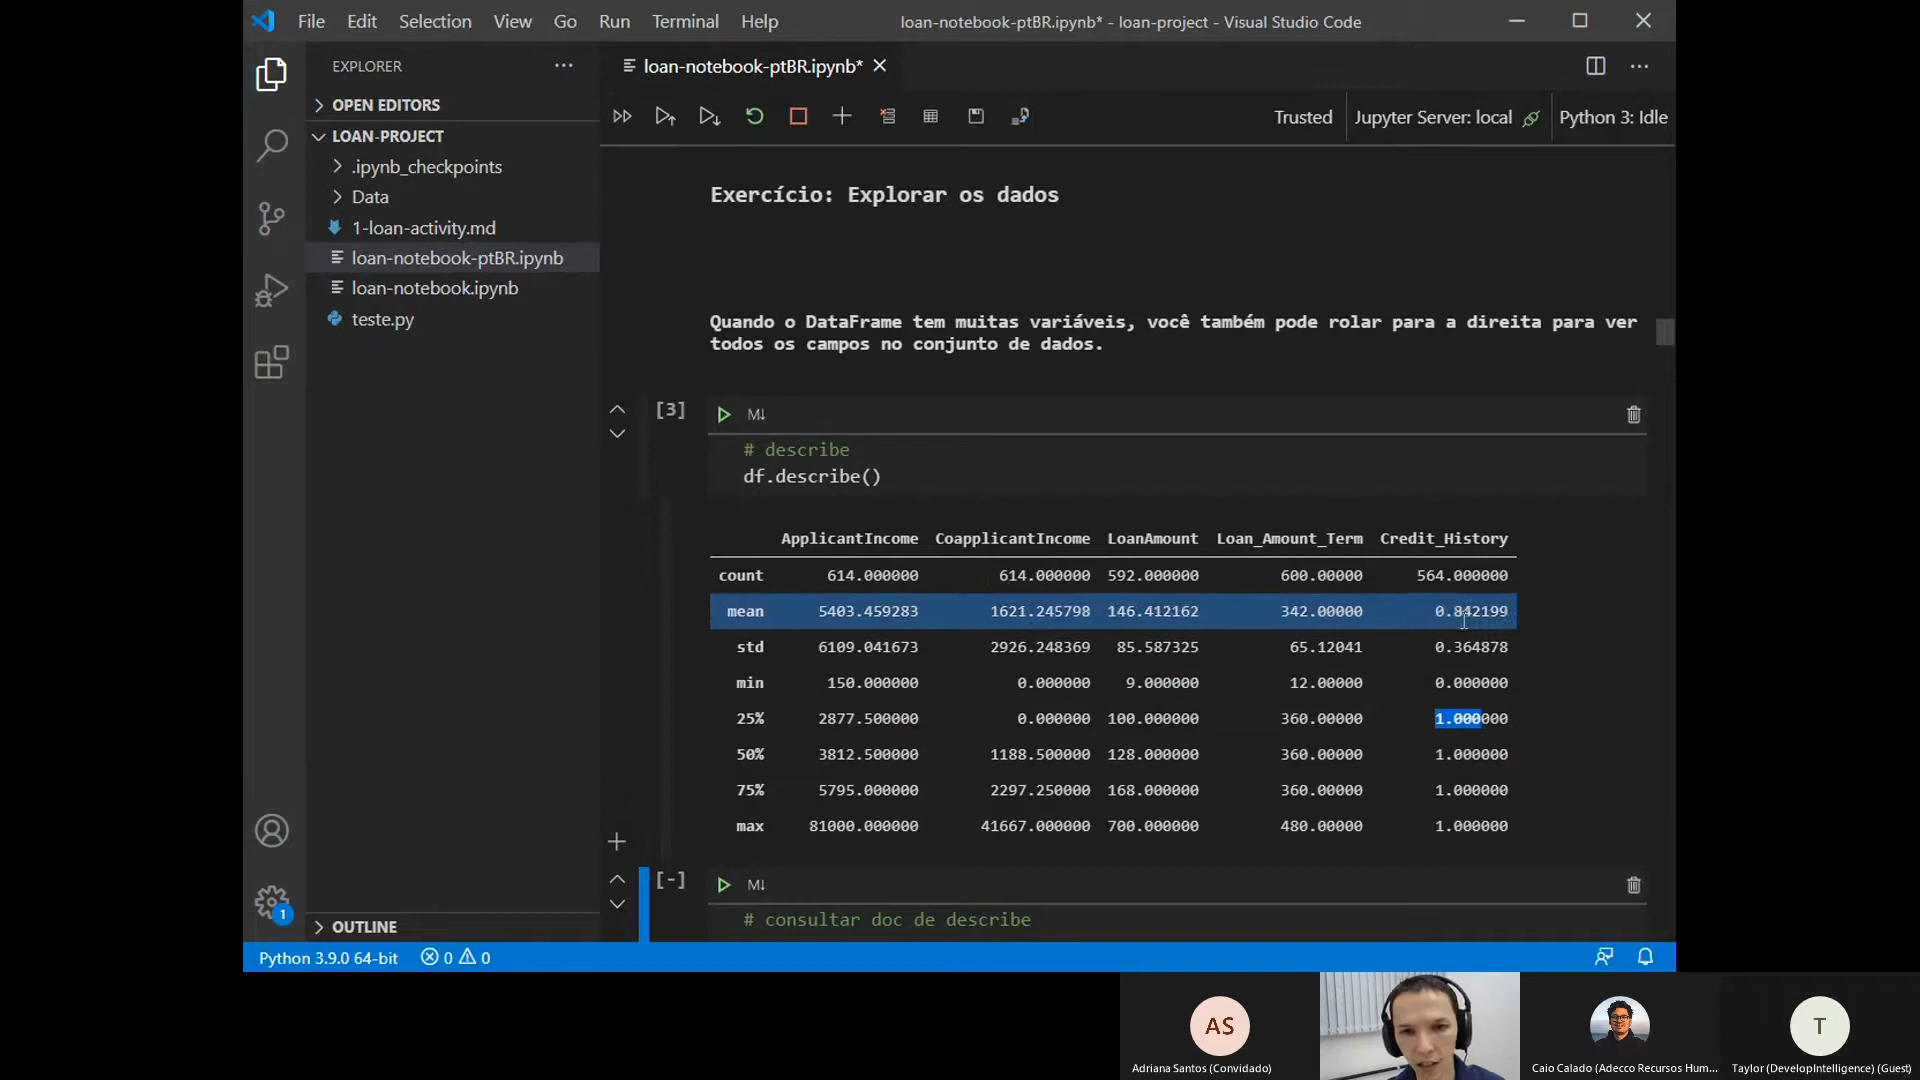 File Edit Selection View Go Run Terminal Help
loan-notebook-ptBR.ipynb* - loan-project - Visual Studio Code
EXPLORER
OPEN EDITORS
LOAN-PROJECT
.ipynb_checkpoints
Data
1-loan-activity.md
loan-notebook-ptBR.ipynb
loan-notebook.ipynb
teste.py
OUTLINE
loan-notebook-ptBR.ipynb*
Trusted Jupyter Server: local Python 3: Idle
Exercício: Explorar os dados
Quando o DataFrame tem muitas variáveis, você também pode rolar para a direita para ver
todos os campos no conjunto de dados.
[3] M↓
# describe
df.describe()
ApplicantIncome CoapplicantIncome LoanAmount Loan_Amount_Term Credit_History
count 614.000000 614.000000 592.000000 600.00000 564.000000
mean 5403.459283 1621.245798 146.412162 342.00000 0.842199
std 6109.041673 2926.248369 85.587325 65.12041 0.364878
min 150.000000 0.000000 9.000000 12.00000 0.000000
25% 2877.500000 0.000000 100.000000 360.00000 1.000000
50% 3812.500000 1188.500000 128.000000 360.00000 1.000000
75% 5795.000000 2297.250000 168.000000 360.00000 1.000000
max 81000.000000 41667.000000 700.000000 480.00000 1.000000
[-] M↓
# consultar doc de describe
1
Python 3.9.0 64-bit 0 0
AS
T
Adriana Santos (Convidado)
Caio Calado (Adecco Recursos Hum...
Taylor (DevelopIntelligence) (Guest)